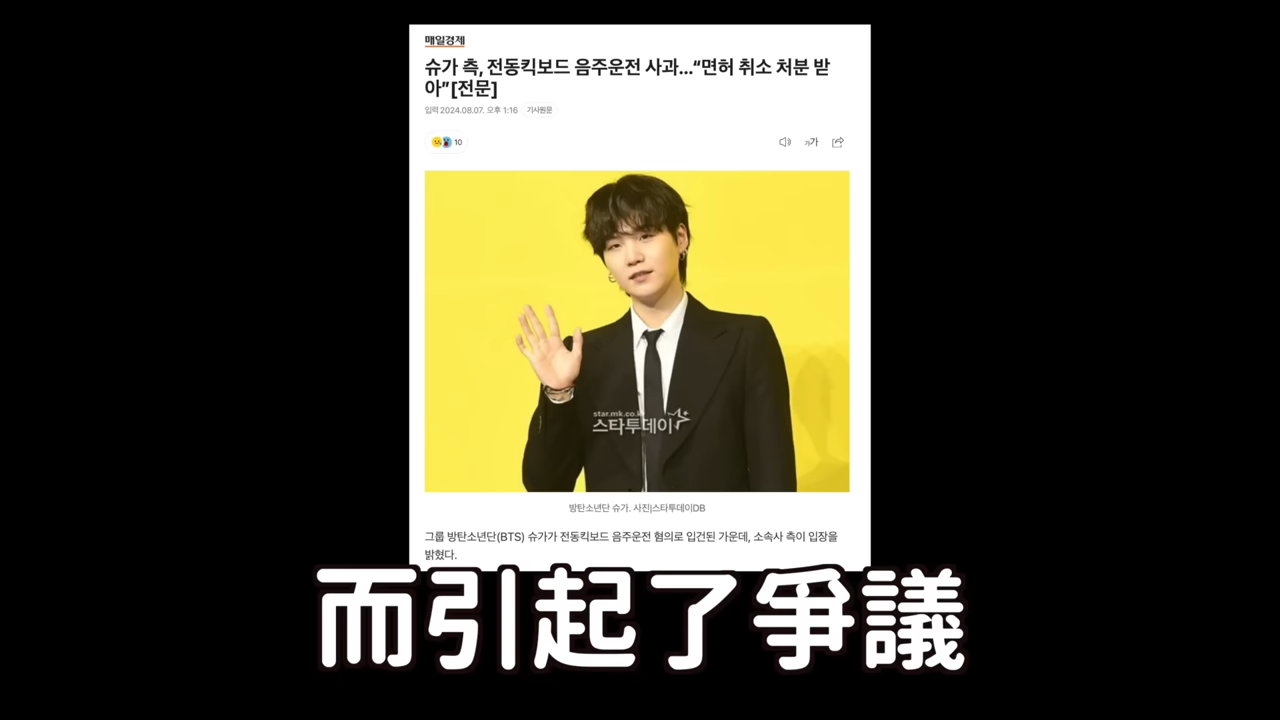 매일경제
슈가 측, 전동킥보드 음주운전 사과…“면허 취소 처분 받
아”[전문]
입력 2024.08.07. 오후 1:16 기사원문
10
가가
star.mk.co.kr
스타투데이
방탄소년단 슈가. 사진|스타투데이DB
그룹 방탄소년단(BTS) 슈가가 전동킥보드 음주운전 혐의로 입건된 가운데, 소속사 측이 입장을
밝혔다.
而引起了爭議